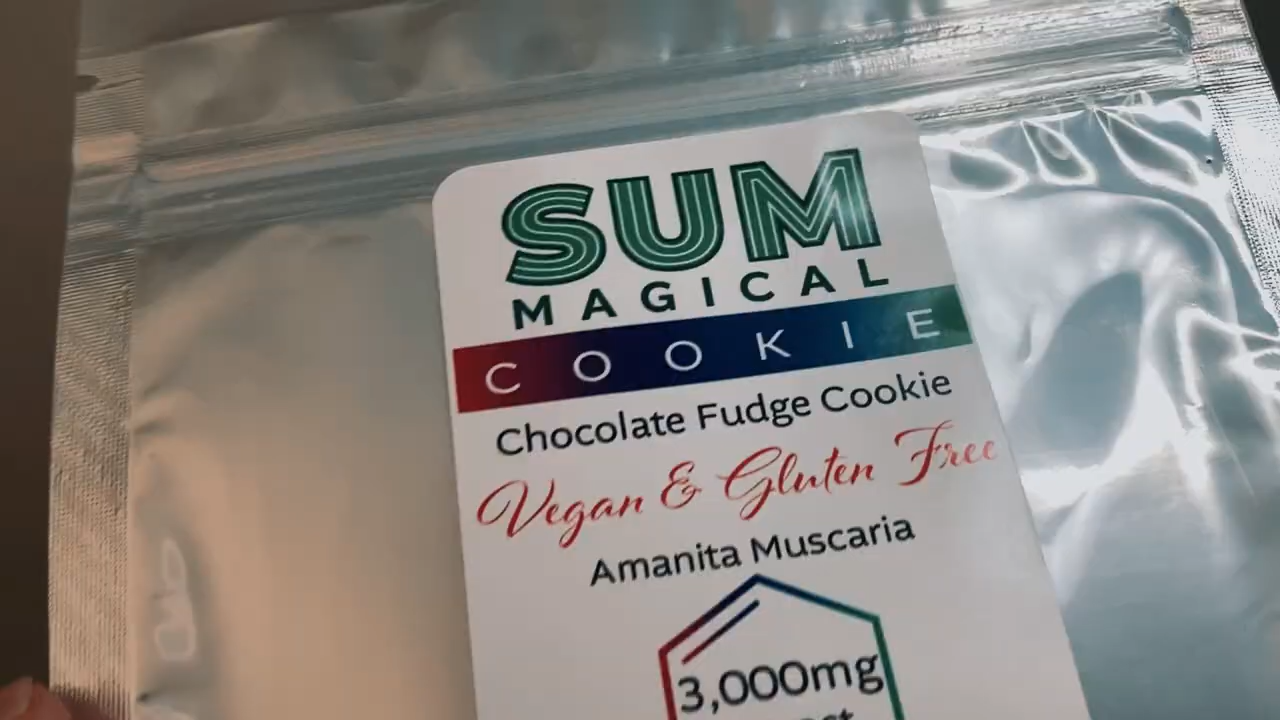 SUM
MAGICAL
COOKIE
Chocolate Fudge Cookie
Vegan & Gluten Free
Amanita Muscaria
3,000mg